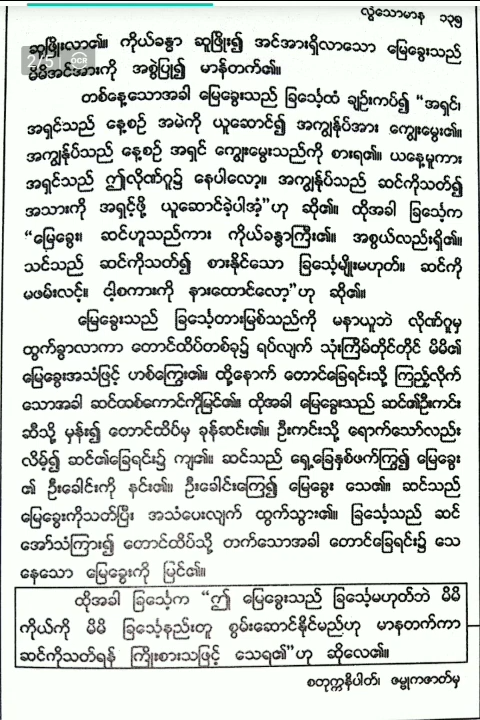 လွဲသောမာန ၁၃၅
ဆူဖြိုးလာ၏။ ကိုယ်ခန္ဓာ ဆူဖြိုး၍ အင်အားရှိလာသော မြေခွေးသည်
2/5 OCR
မိမိအင်အားကို အစွဲပြု၍ မာန်တက်၏။
တစ်နေ့သောအခါ မြေခွေးသည် ခြင်္သေ့ထံ ချဉ်းကပ်၍ “အရှင်၊
အရှင်သည် နေ့စဉ် အမဲကို ယူဆောင်၍ အကျွန်ုပ်အား ကျွေးမွေး၏။
အကျွန်ုပ်သည် နေ့စဉ် အရှင် ကျွေးမွေးသည်ကို စားရ၏။ ယနေ့မူကား
အရှင်သည် ဤလိုဏ်ဂူ၌ နေပါလော့။ အကျွန်ုပ်သည် ဆင်ကိုသတ်၍
အသားကို အရှင့်ဖို့ ယူဆောင်ခဲ့ပါအံ့”ဟု ဆို၏။ ထိုအခါ ခြင်္သေ့က
“မြေခွေး၊ ဆင်ဟူသည်ကား ကိုယ်ခန္ဓာကြီး၏။ အစွယ်လည်းရှိ၏။
သင်သည် ဆင်ကိုသတ်၍ စားနိုင်သော ခြင်္သေ့မျိုးမဟုတ်။ ဆင်ကို
မဖမ်းလင့်။ ငါ့စကားကို နားထောင်လော့”ဟု ဆို၏။
မြေခွေးသည် ခြင်္သေ့တားမြစ်သည်ကို မနာယူဘဲ လိုဏ်ဂူမှ
ထွက်ခွာလာကာ တောင်ထိပ်တစ်ခု၌ ရပ်လျက် သုံးကြိမ်တိုင်တိုင် မိမိ၏
မြေခွေးအသံဖြင့် ဟစ်ကြွေး၏။ ထို့နောက် တောင်ခြေရင်းသို့ ကြည့်လိုက်
သောအခါ ဆင်တစ်ကောင်ကိုမြင်၏။ ထိုအခါ မြေခွေးသည် ဆင်၏ဦးကင်း
ဆီသို့ မှန်း၍ တောင်ထိပ်မှ ခုန်ဆင်း၏။ ဦးကင်းသို့ ရောက်သော်လည်း
လိမ့်၍ ဆင်၏ခြေရင်း၌ ကျ၏။ ဆင်သည် ရှေ့ခြေနှစ်ဖက်ကြွ၍ မြေခွေး
၏ ဦးခေါင်းကို နင်း၏။ ဦးခေါင်းကြေ၍ မြေခွေး သေ၏။ ဆင်သည်
မြေခွေးကိုသတ်ပြီး အသံပေးလျက် ထွက်သွား၏။ ခြင်္သေ့သည် ဆင်
အော်သံကြား၍ တောင်ထိပ်သို့ တက်သောအခါ တောင်ခြေရင်း၌ သေ
နေသော မြေခွေးကို မြင်၏။
ထိုအခါ ခြင်္သေ့က “ဤ မြေခွေးသည် ခြင်္သေ့မဟုတ်ဘဲ မိမိ
ကိုယ်ကို မိမိ ခြင်္သေ့နည်းတူ စွမ်းဆောင်နိုင်မည်ဟု မာနတက်ကာ
ဆင်ကိုသတ်ရန် ကြိုးစားသဖြင့် သေရ၏”ဟု ဆိုလေ၏။
စတုက္ကနိပါတ်၊ ဇမ္ဗုကဇာတ်မှ